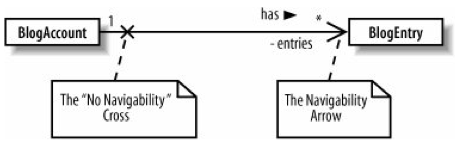 1
has ►
*
BlogAccount
BlogEntry
- entries
The “No Navigability”
Cross
The Navigability
Arrow